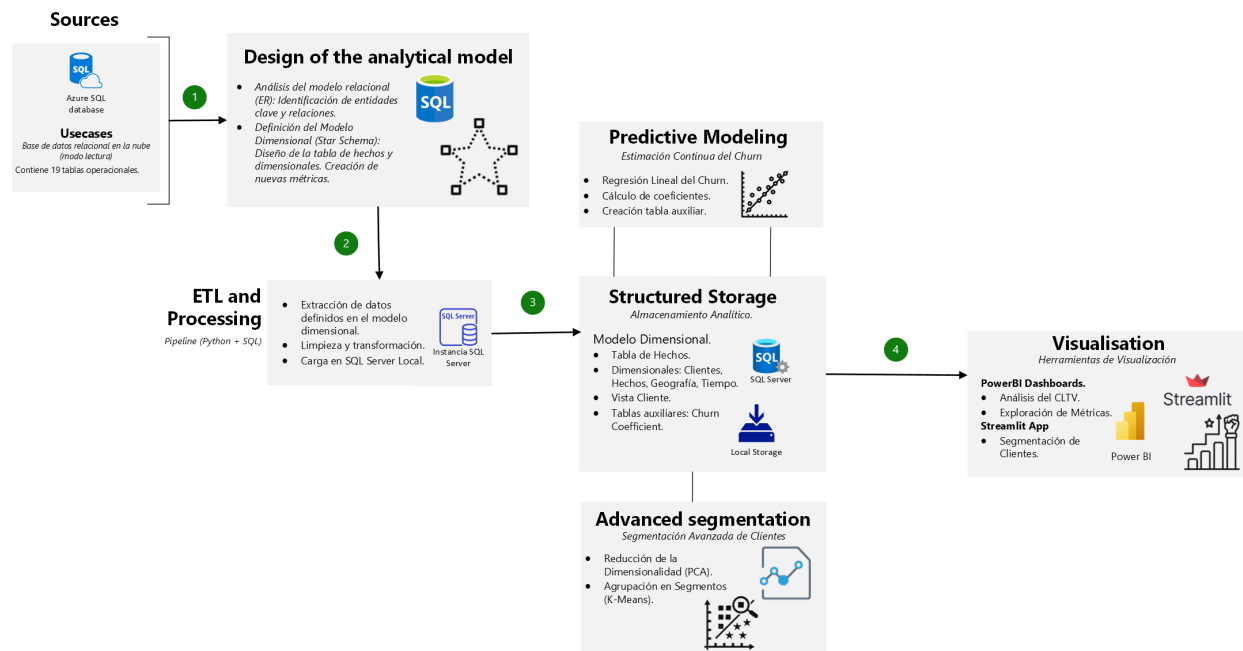 Sources
Azure SQL
database
Usecases
Base de datos relacional en la nube
(modo lectura)
Contiene 19 tablas operacionales.
1
Design of the analytical model
• Análisis del modelo relacional
(ER): Identificación de entidades
clave y relaciones.
• Definición del Modelo
Dimensional (Star Schema):
Diseño de la tabla de hechos y
dimensionales. Creación de
nuevas métricas.
SQL
2
ETL and
Processing
Pipeline (Python + SQL)
• Extracción de datos
definidos en el modelo
dimensional.
• Limpieza y transformación.
• Carga en SQL Server Local.
SQL Server
Instancia SQL
Server
3
Predictive Modeling
Estimación Continua del Churn
• Regresión Lineal del Churn.
• Cálculo de coeficientes.
• Creación tabla auxiliar.
Structured Storage
Almacenamiento Analítico.
Modelo Dimensional.
• Tabla de Hechos.
• Dimensionales: Clientes,
Hechos, Geografía, Tiempo.
• Vista Cliente.
• Tablas auxiliares: Churn
Coefficient.
SQL
SQL Server
Local Storage
Advanced segmentation
Segmentación Avanzada de Clientes
• Reducción de la
Dimensionalidad (PCA).
• Agrupación en Segmentos
(K-Means).
4
Visualisation
Herramientas de Visualización
PowerBI Dashboards.
• Análisis del CLTV.
• Exploración de Métricas.
Streamlit App
• Segmentación de
Clientes.
Power BI
Streamlit
SQL